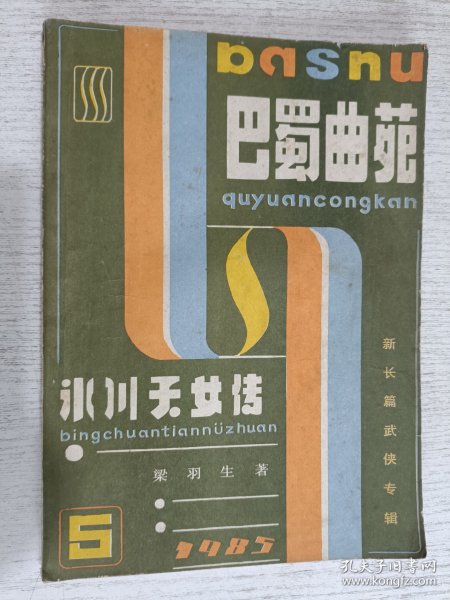 bashu
巴蜀曲苑
quyuancongkan
冰川天女传
bingchuantiannüzhuan
梁羽生著
新长篇武侠专辑
5
1985
孔夫子旧书网
www.kongfz.com